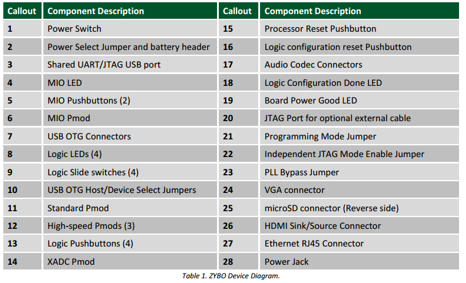 Callout Component Description Callout Component Description
1 Power Switch 15 Processor Reset Pushbutton
2 Power Select Jumper and battery header 16 Logic configuration reset Pushbutton
3 Shared UART/JTAG USB port 17 Audio Codec Connectors
4 MIO LED 18 Logic Configuration Done LED
5 MIO Pushbuttons (2) 19 Board Power Good LED
6 MIO Pmod 20 JTAG Port for optional external cable
7 USB OTG Connectors 21 Programming Mode Jumper
8 Logic LEDs (4) 22 Independent JTAG Mode Enable Jumper
9 Logic Slide switches (4) 23 PLL Bypass Jumper
10 USB OTG Host/Device Select Jumpers 24 VGA connector
11 Standard Pmod 25 microSD connector (Reverse side)
12 High-speed Pmods (3) 26 HDMI Sink/Source Connector
13 Logic Pushbuttons (4) 27 Ethernet RJ45 Connector
14 XADC Pmod 28 Power Jack
Table 1. ZYBO Device Diagram.